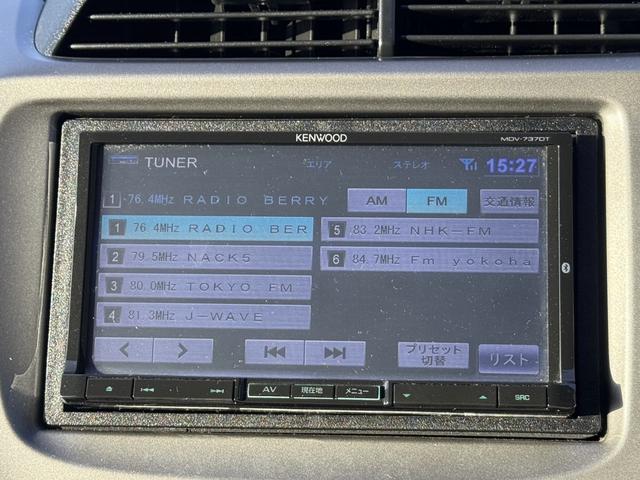 KENWOOD
MDV-737DT
TUNER
エリア
ステレオ
15:27
1 76.4MHz RADIO BERRY
AM
FM
交通情報
1 76.4MHz RADIO BER
5 83.2MHz NHK-FM
2 79.5MHz NACK5
6 84.7MHz Fm yokoha
3 80.0MHz TOKYO FM
4 81.3MHz J-WAVE
プリセット
切替
リスト
AV
現在地
メニュー
SRC